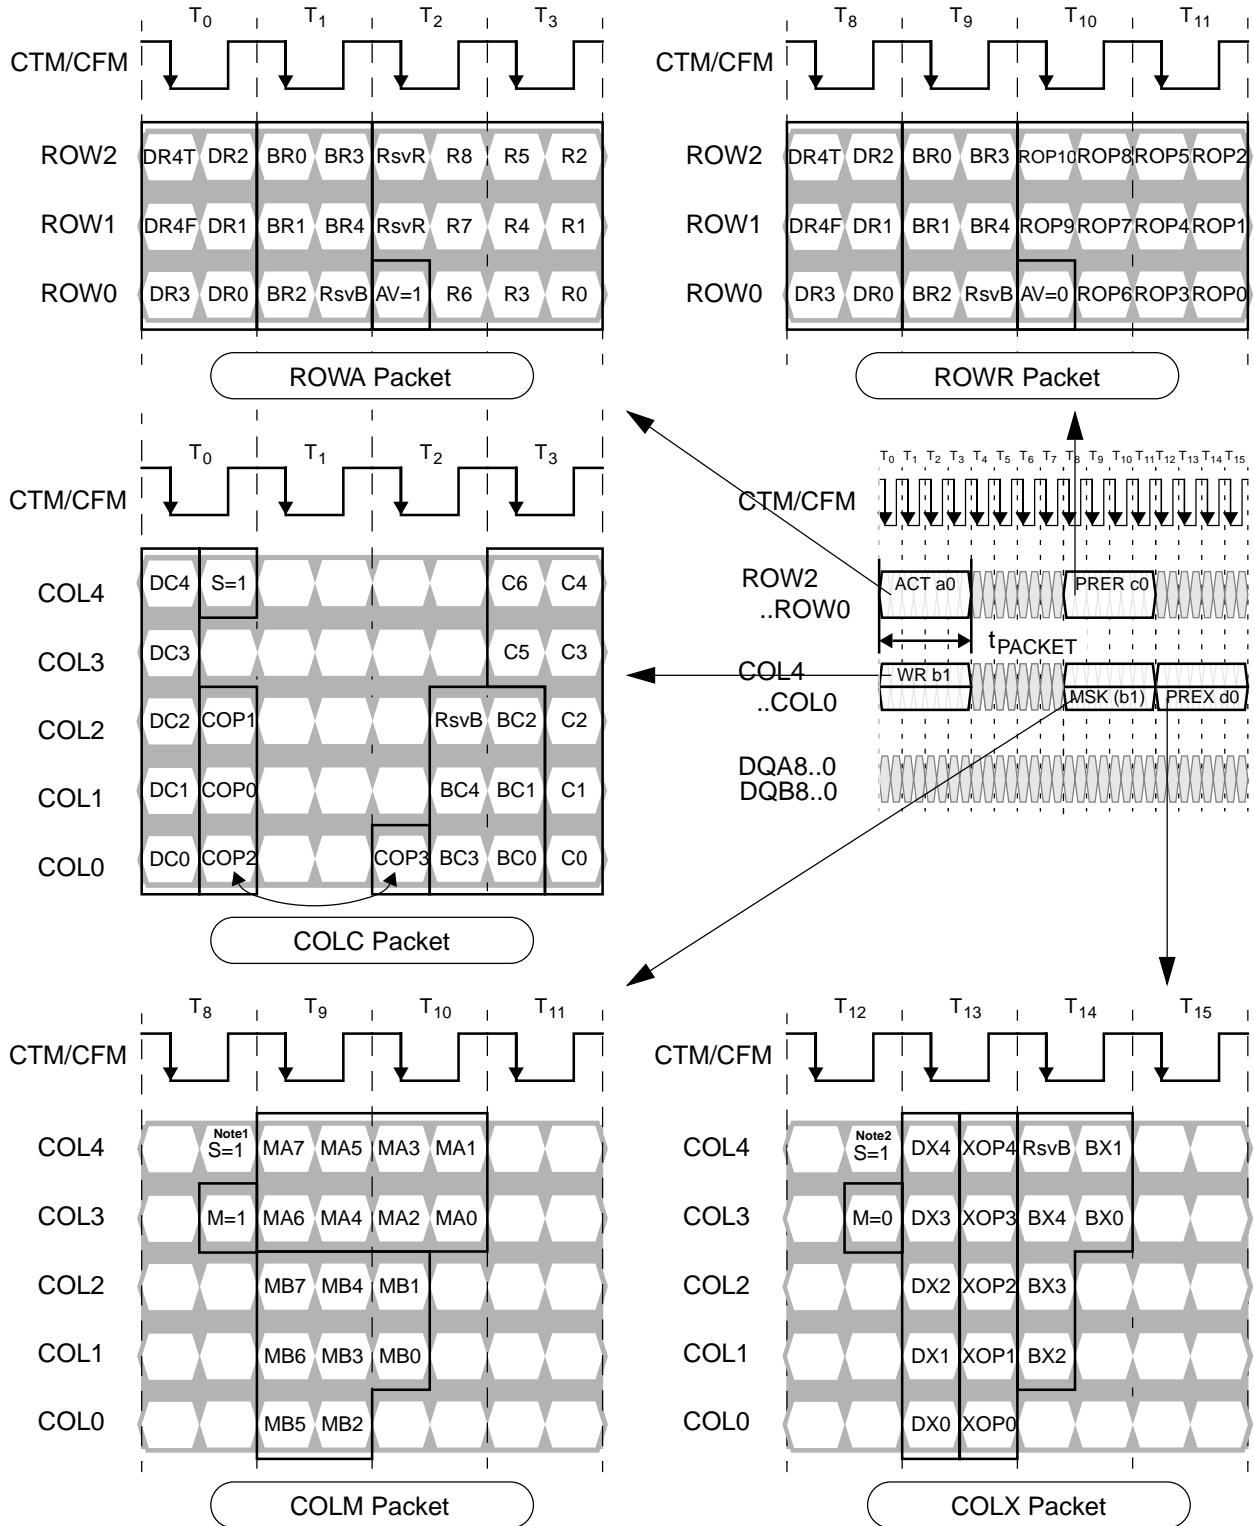 T0 T1 T2 T3
CTM/CFM
ROW2 DR4T DR2 BR0 BR3 RsvR R8 R5 R2
ROW1 DR4F DR1 BR1 BR4 RsvR R7 R4 R1
ROW0 DR3 DR0 BR2 RsvB AV=1 R6 R3 R0
ROWA Packet
T8 T9 T10 T11
CTM/CFM
ROW2 DR4T DR2 BR0 BR3 ROP10 ROP8 ROP5 ROP2
ROW1 DR4F DR1 BR1 BR4 ROP9 ROP7 ROP4 ROP1
ROW0 DR3 DR0 BR2 RsvB AV=0 ROP6 ROP3 ROP0
ROWR Packet
T0 T1 T2 T3
CTM/CFM
COL4 DC4 S=1 C6 C4
COL3 DC3 C5 C3
COL2 DC2 COP1 RsvB BC2 C2
COL1 DC1 COP0 BC4 BC1 C1
COL0 DC0 COP2 COP3 BC3 BC0 C0
COLC Packet
T0 T1 T2 T3 T4 T5 T6 T7 T8 T9 T10 T11 T12 T13 T14 T15
CTM/CFM
ROW2 ACT a0 PRER c0
..ROW0
tPACKET
COL4 WR b1
..COL0 MSK (b1) PREX d0
DQA8..0
DQB8..0
T8 T9 T10 T11
CTM/CFM
Note1
COL4 S=1 MA7 MA5 MA3 MA1
COL3 M=1 MA6 MA4 MA2 MA0
COL2 MB7 MB4 MB1
COL1 MB6 MB3 MB0
COL0 MB5 MB2
COLM Packet
T12 T13 T14 T15
CTM/CFM
Note2
COL4 S=1 DX4 XOP4 RsvB BX1
COL3 M=0 DX3 XOP3 BX4 BX0
COL2 DX2 XOP2 BX3
COL1 DX1 XOP1 BX2
COL0 DX0 XOP0
COLX Packet